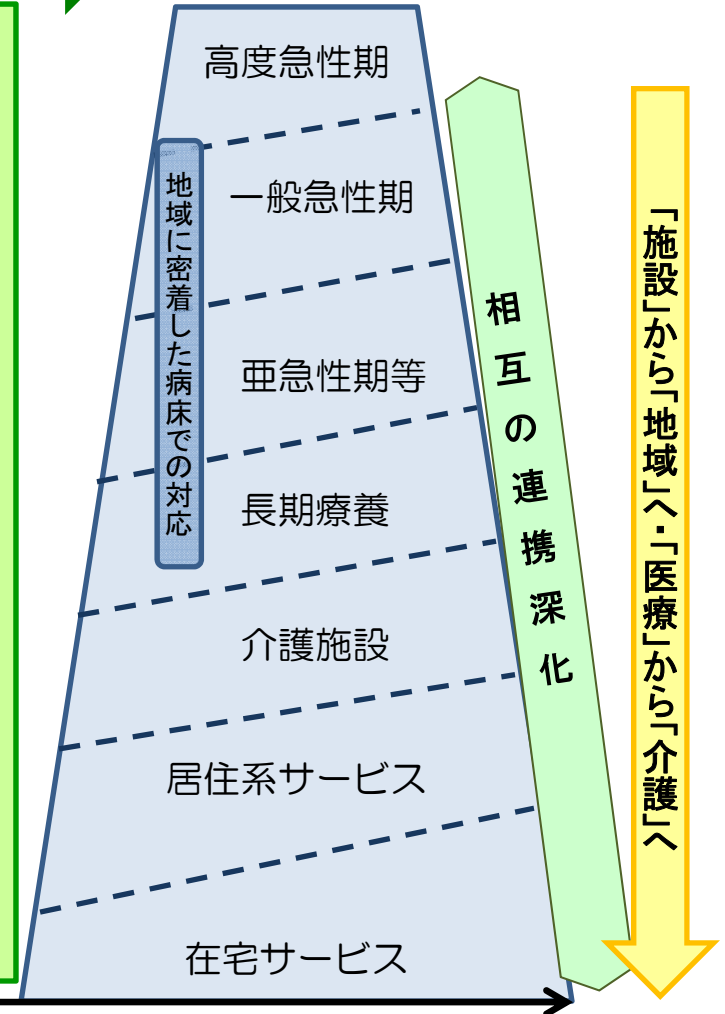 高度急性期
一般急性期
亜急性期等
長期療養
介護施設
居住系サービス
在宅サービス
地域に密着した病床での対応
相互の連携深化
「施設」から「地域」へ・「医療」から「介護」へ